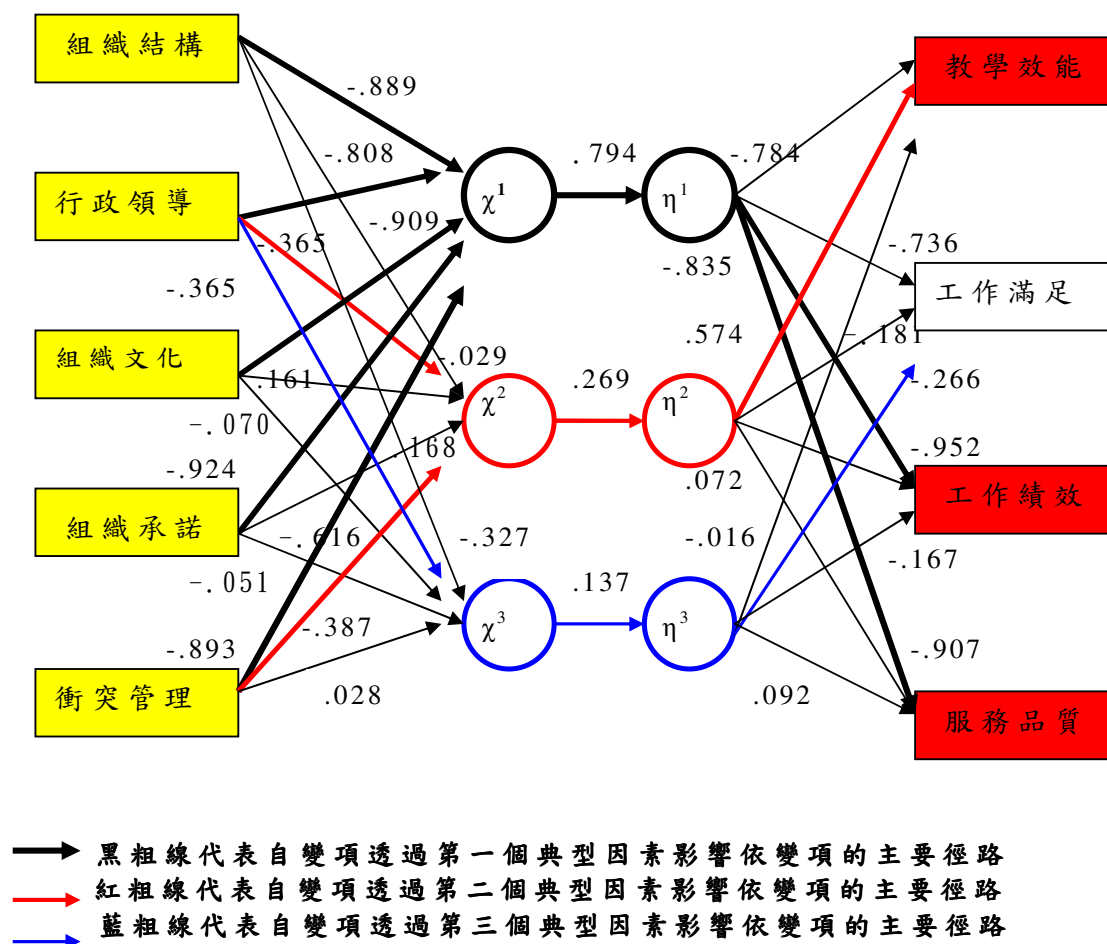 組織結構
教學效能
-.889
-.808
.794
-.784
行政領導
χ1
η1
-.909
-.365
-.736
-.835
-.365
工作滿足
組織文化
.574
-.181
-.029
.161
.269
-.266
χ2
η2
-.070
.168
-.924
.072
-.952
組織承諾
工作績效
-.616
-.327
-.016
-.051
.137
-.167
-.387
χ3
η3
-.893
-.907
衝突管理
.028
.092
服務品質
黑粗線代表自變項透過第一個典型因素影響依變項的主要徑路
紅粗線代表自變項透過第二個典型因素影響依變項的主要徑路
藍粗線代表自變項透過第三個典型因素影響依變項的主要徑路